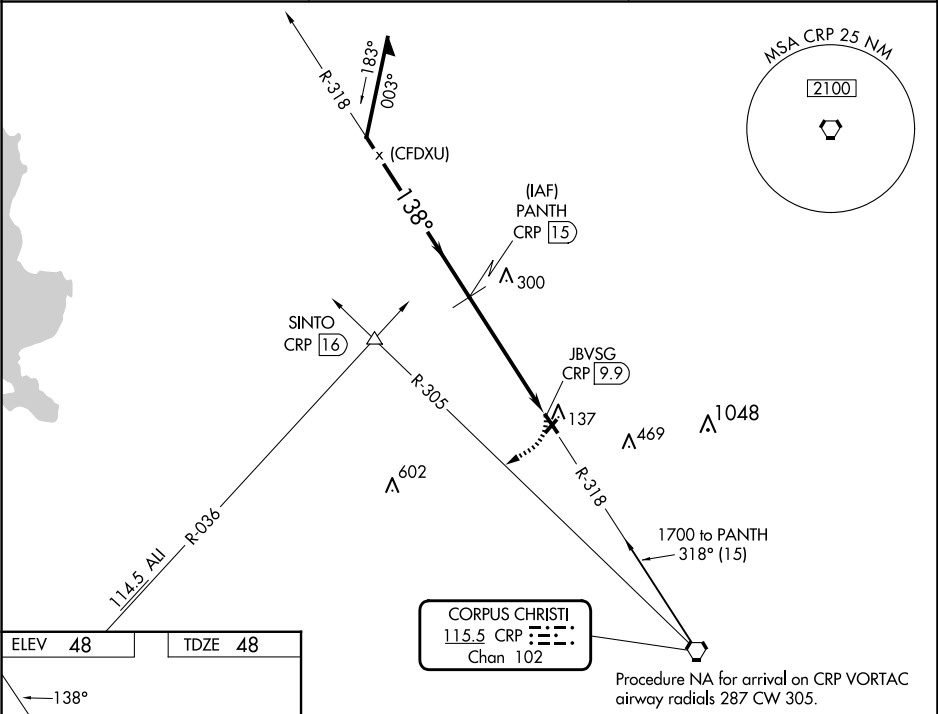 MSA CRP 25 NM
2100
R-318
183°
003°
x (CFDXU)
138°
(IAF)
PANTH
CRP 15
300
SINTO
CRP 16
JBVSG
CRP 9.9
R-305
137
469
1048
602
R-318
R-036
114.5 ALI
1700 to PANTH
318° (15)
CORPUS CHRISTI
115.5 CRP
Chan 102
ELEV 48
TDZE 48
138°
Procedure NA for arrival on CRP VORTAC
airway radials 287 CW 305.